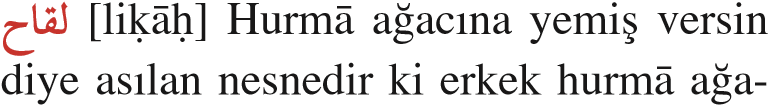 لقاح [liḳāḥ] Hurmā ağacına yemiş versin
diye asılan nesnedir ki erkek hurmā ağa-